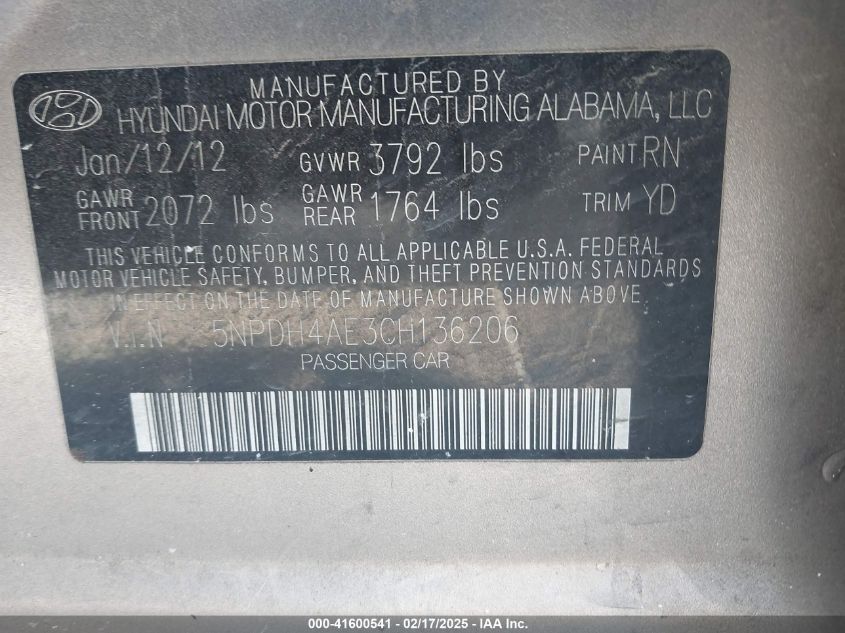 MANUFACTURED BY
HYUNDAI MOTOR MANUFACTURING ALABAMA, LLC
Jan/12/12 GVWR 3792 lbs PAINT RN
GAWR FRONT 2072 lbs GAWR REAR 1764 lbs TRIM YD
THIS VEHICLE CONFORMS TO ALL APPLICABLE U.S.A. FEDERAL
MOTOR VEHICLE SAFETY, BUMPER, AND THEFT PREVENTION STANDARDS
IN EFFECT ON THE DATE OF MANUFACTURE SHOWN ABOVE.
V.I.N 5NPDH4AE3CH136206
PASSENGER CAR
000-41600541 - 02/17/2025 - IAA Inc.